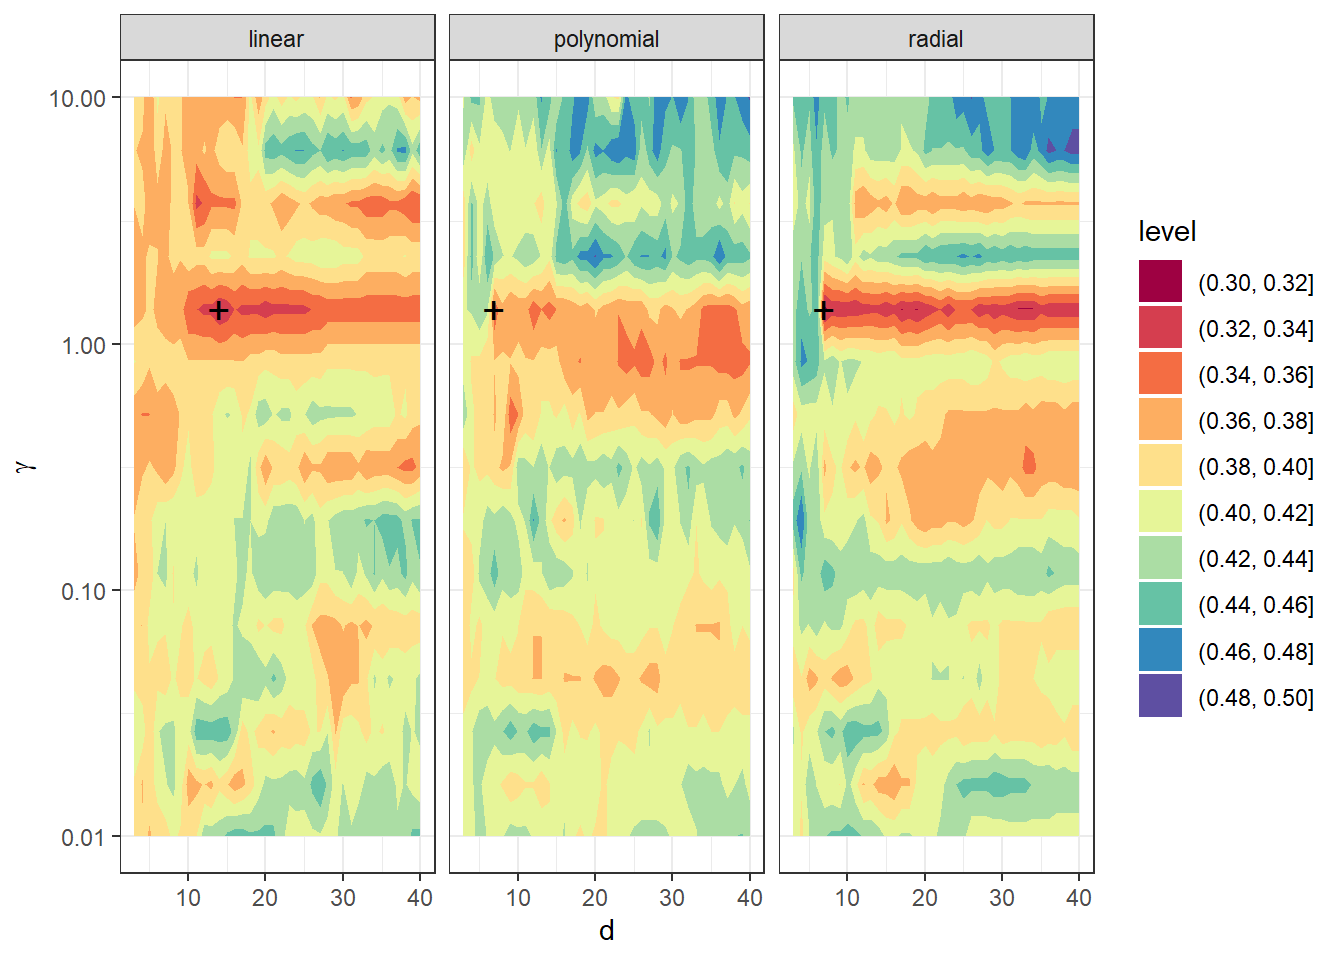 linear
polynomial
radial
10.00
1.00
0.10
0.01
γ
10 20 30 40
10 20 30 40
10 20 30 40
d
level
(0.30, 0.32]
(0.32, 0.34]
(0.34, 0.36]
(0.36, 0.38]
(0.38, 0.40]
(0.40, 0.42]
(0.42, 0.44]
(0.44, 0.46]
(0.46, 0.48]
(0.48, 0.50]